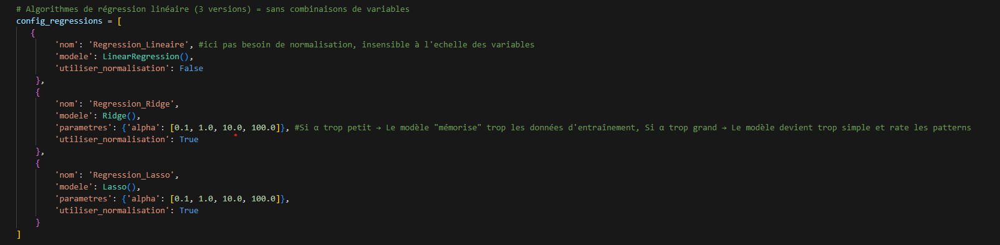 # Algorithmes de régression linéaire (3 versions) = sans combinaisons de variables
config_regressions = [
{
'nom': 'Regression_Lineaire', #ici pas besoin de normalisation, insensible à l'echelle des variables
'modele': LinearRegression(),
'utiliser_normalisation': False
},
{
'nom': 'Regression_Ridge',
'modele': Ridge(),
'parametres': {'alpha': [0.1, 1.0, 10.0, 100.0]}, #Si α trop petit → Le modèle "mémorise" trop les données d'entraînement, Si α trop grand → Le modèle devient trop simple et rate les patterns
'utiliser_normalisation': True
},
{
'nom': 'Regression_Lasso',
'modele': Lasso(),
'parametres': {'alpha': [0.1, 1.0, 10.0, 100.0]},
'utiliser_normalisation': True
}
]